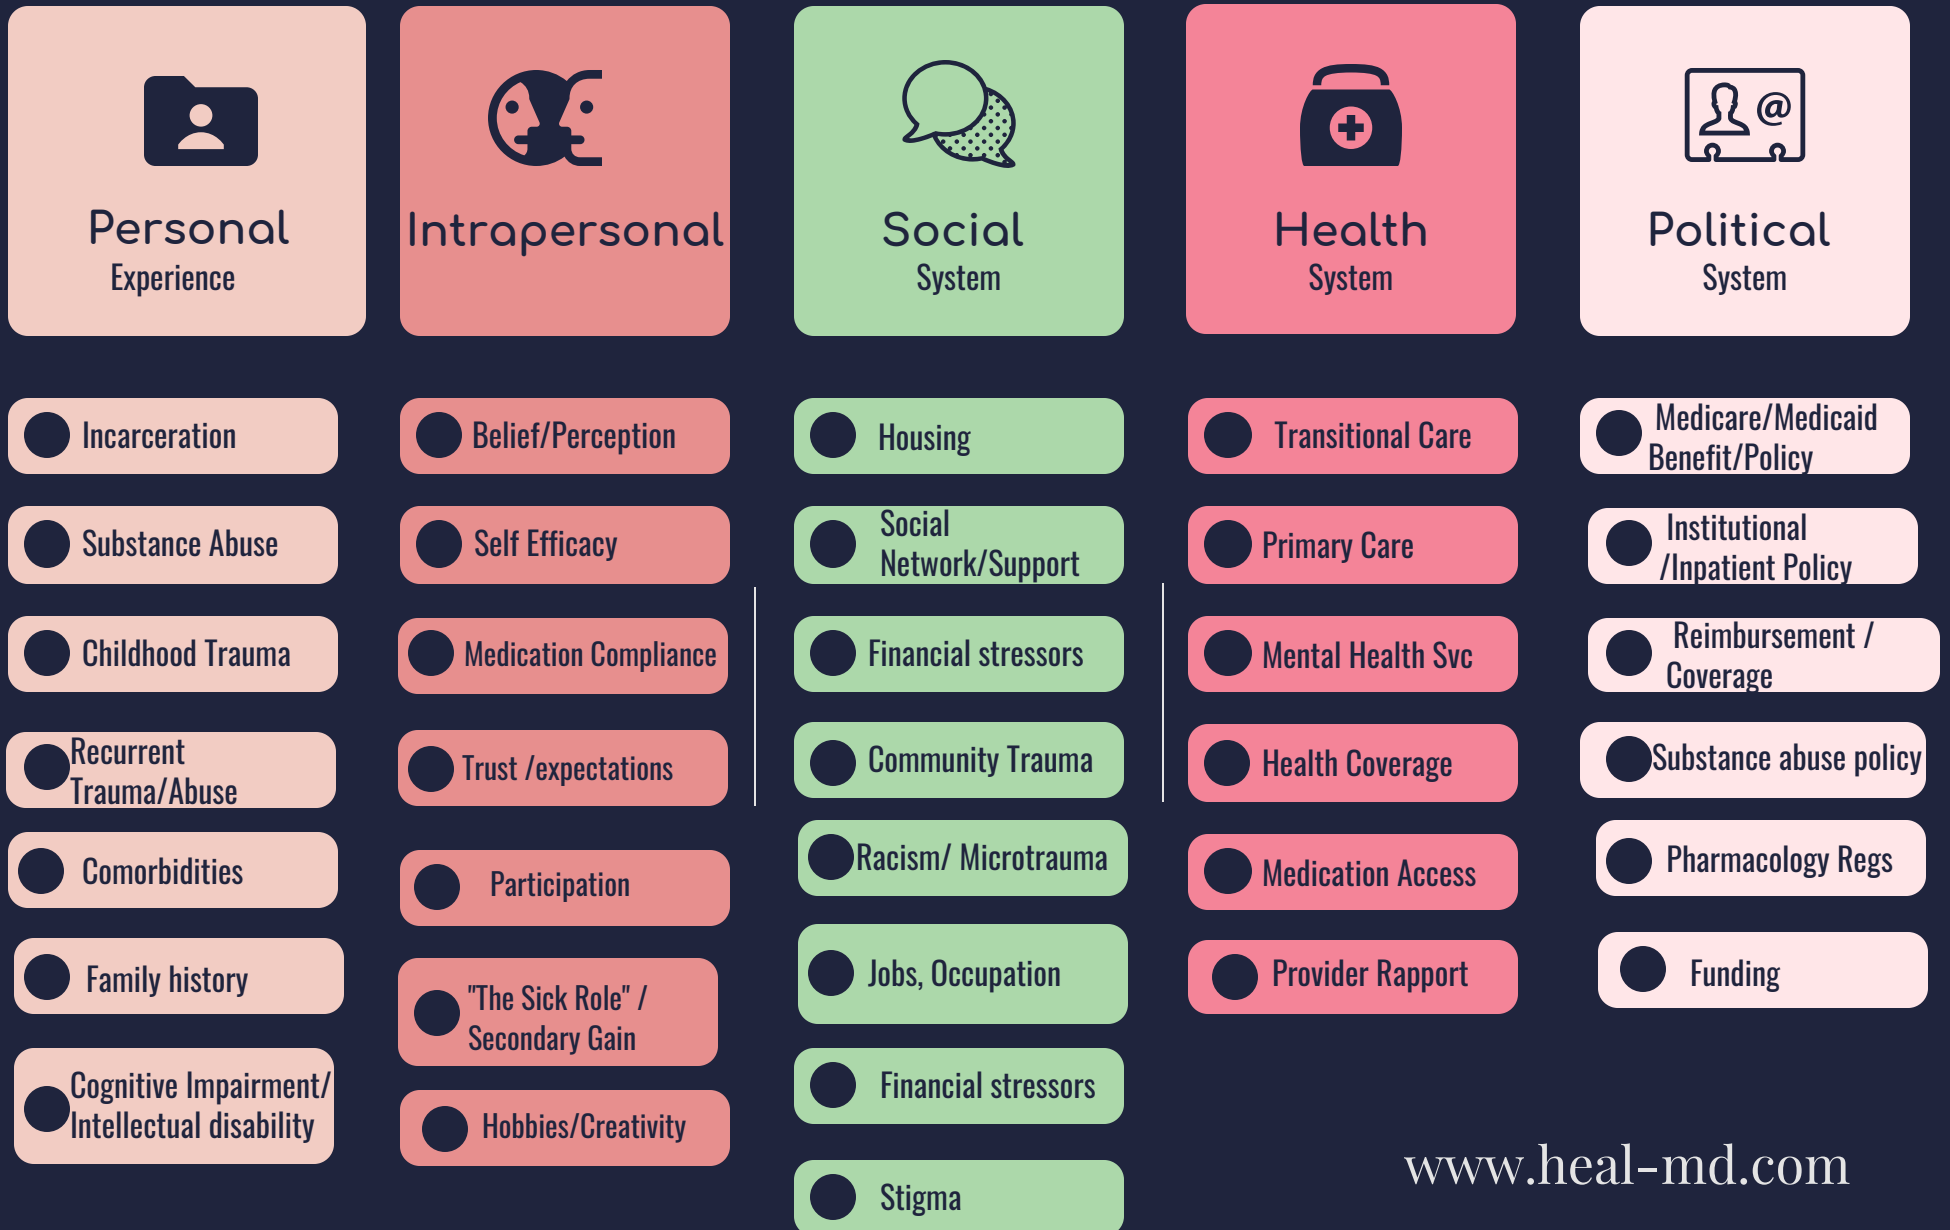 Personal
Experience
Intrapersonal
Social
System
Health
System
@
Political
System
Incarceration
Substance Abuse
Childhood Trauma
Recurrent
Trauma/Abuse
Comorbidities
Family history
Cognitive Impairment/
Intellectual disability
Belief/Perception
Self Efficacy
Medication Compliance
Trust /expectations
Participation
"The Sick Role" /
Secondary Gain
Hobbies/Creativity
Housing
Social
Network/Support
Financial stressors
Community Trauma
Racism/ Microtrauma
Jobs, Occupation
Financial stressors
Stigma
Transitional Care
Primary Care
Mental Health Svc
Health Coverage
Medication Access
Provider Rapport
Medicare/Medicaid
Benefit/Policy
Institutional
/Inpatient Policy
Reimbursement /
Coverage
Substance abuse policy
Pharmacology Regs
Funding
www.heal-md.com